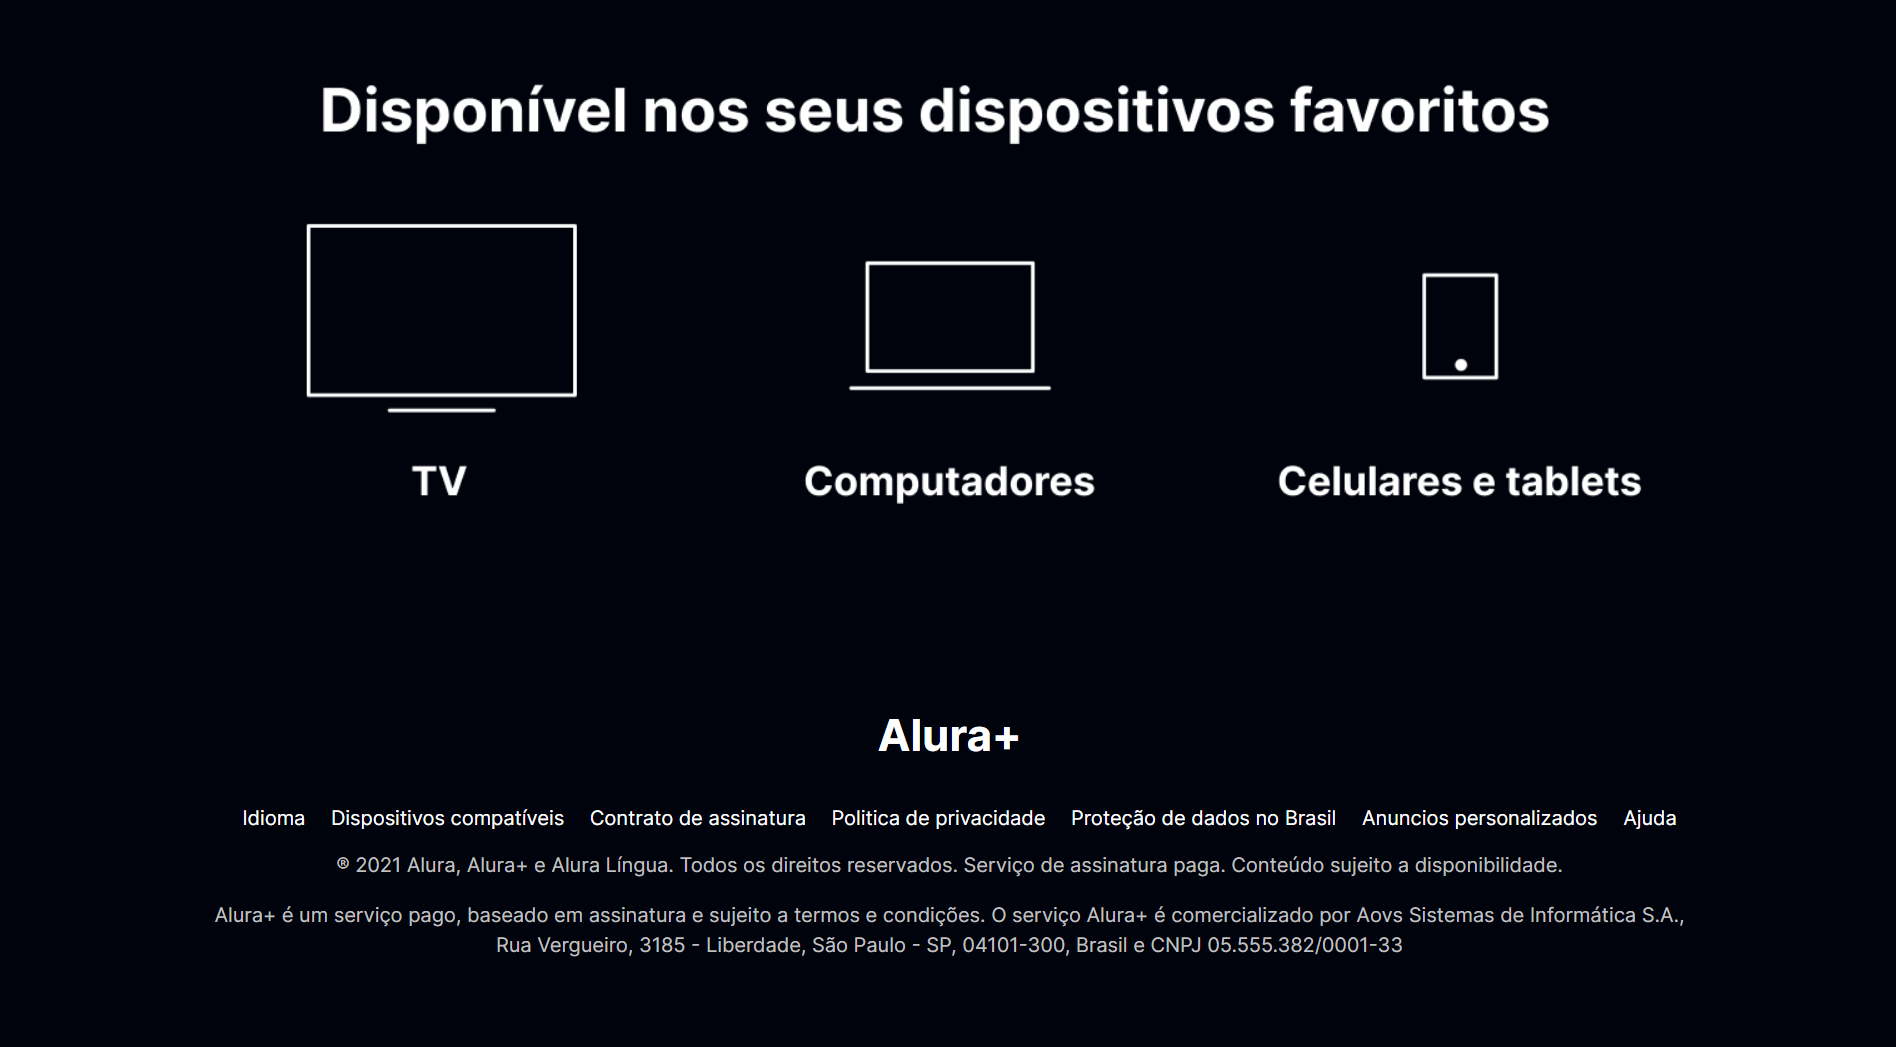 Disponível nos seus dispositivos favoritos
TV
Computadores
Celulares e tablets
Alura+
Idioma Dispositivos compatíveis Contrato de assinatura Politica de privacidade Proteção de dados no Brasil Anuncios personalizados Ajuda
® 2021 Alura, Alura+ e Alura Língua. Todos os direitos reservados. Serviço de assinatura paga. Conteúdo sujeito a disponibilidade.
Alura+ é um serviço pago, baseado em assinatura e sujeito a termos e condições. O serviço Alura+ é comercializado por Aovs Sistemas de Informática S.A.,
Rua Vergueiro, 3185 - Liberdade, São Paulo - SP, 04101-300, Brasil e CNPJ 05.555.382/0001-33